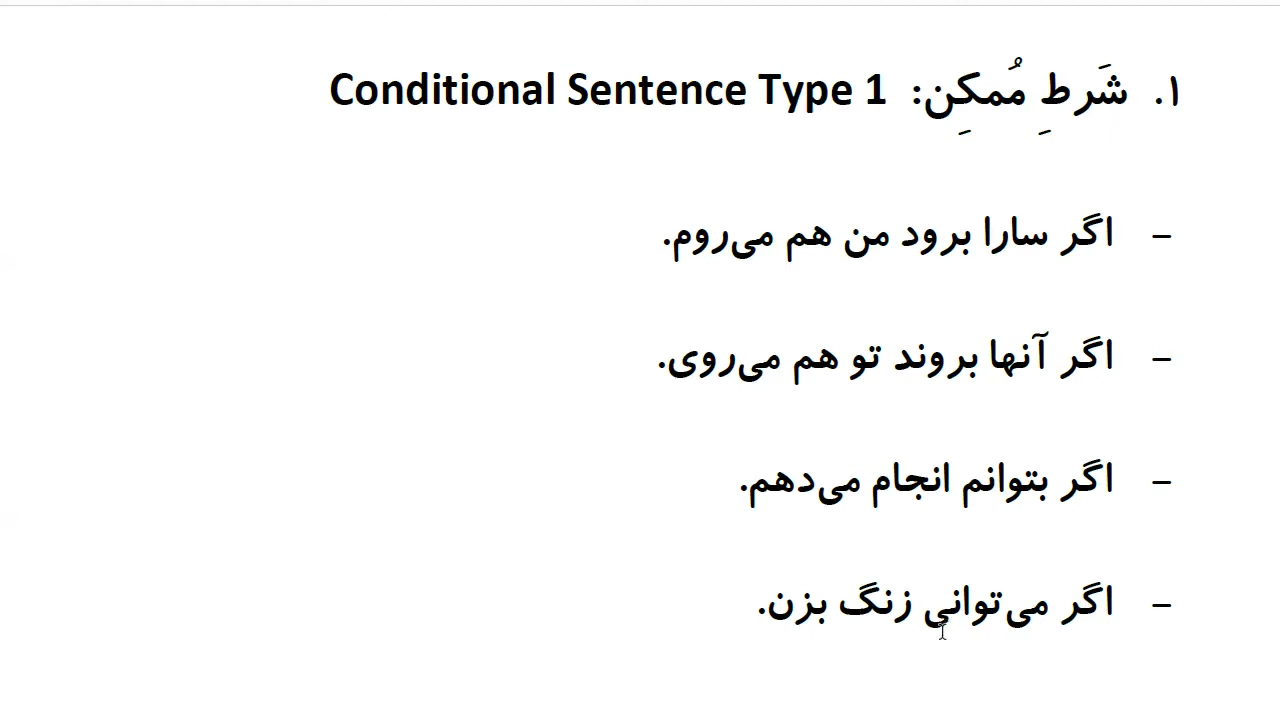 ۱. شَرطِ مُمکِن: Conditional Sentence Type 1
- اگر سارا برود من هم می‌روم.
- اگر آنها بروند تو هم می‌روی.
- اگر بتوانم انجام می‌دهم.
- اگر می‌توانی زنگ بزن.